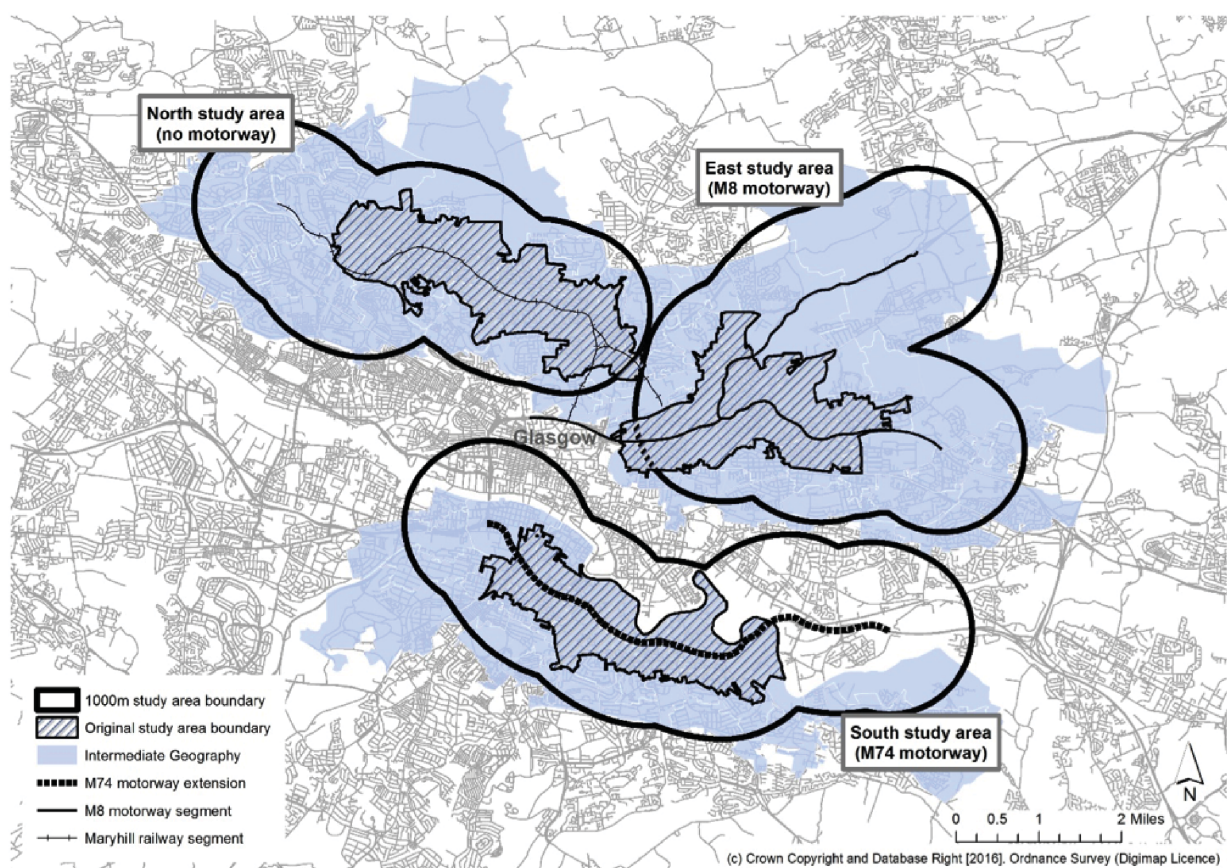 North study area
(no motorway)
East study area
(M8 motorway)
Glasgow
South study area
(M74 motorway)
1000m study area boundary
Original study area boundary
Intermediate Geography
M74 motorway extension
M8 motorway segment
Maryhill railway segment
N
0 0.5 1 2 Miles
(c) Crown Copyright and Database Right [2016]. Ordnance Survey (Digimap Licence)